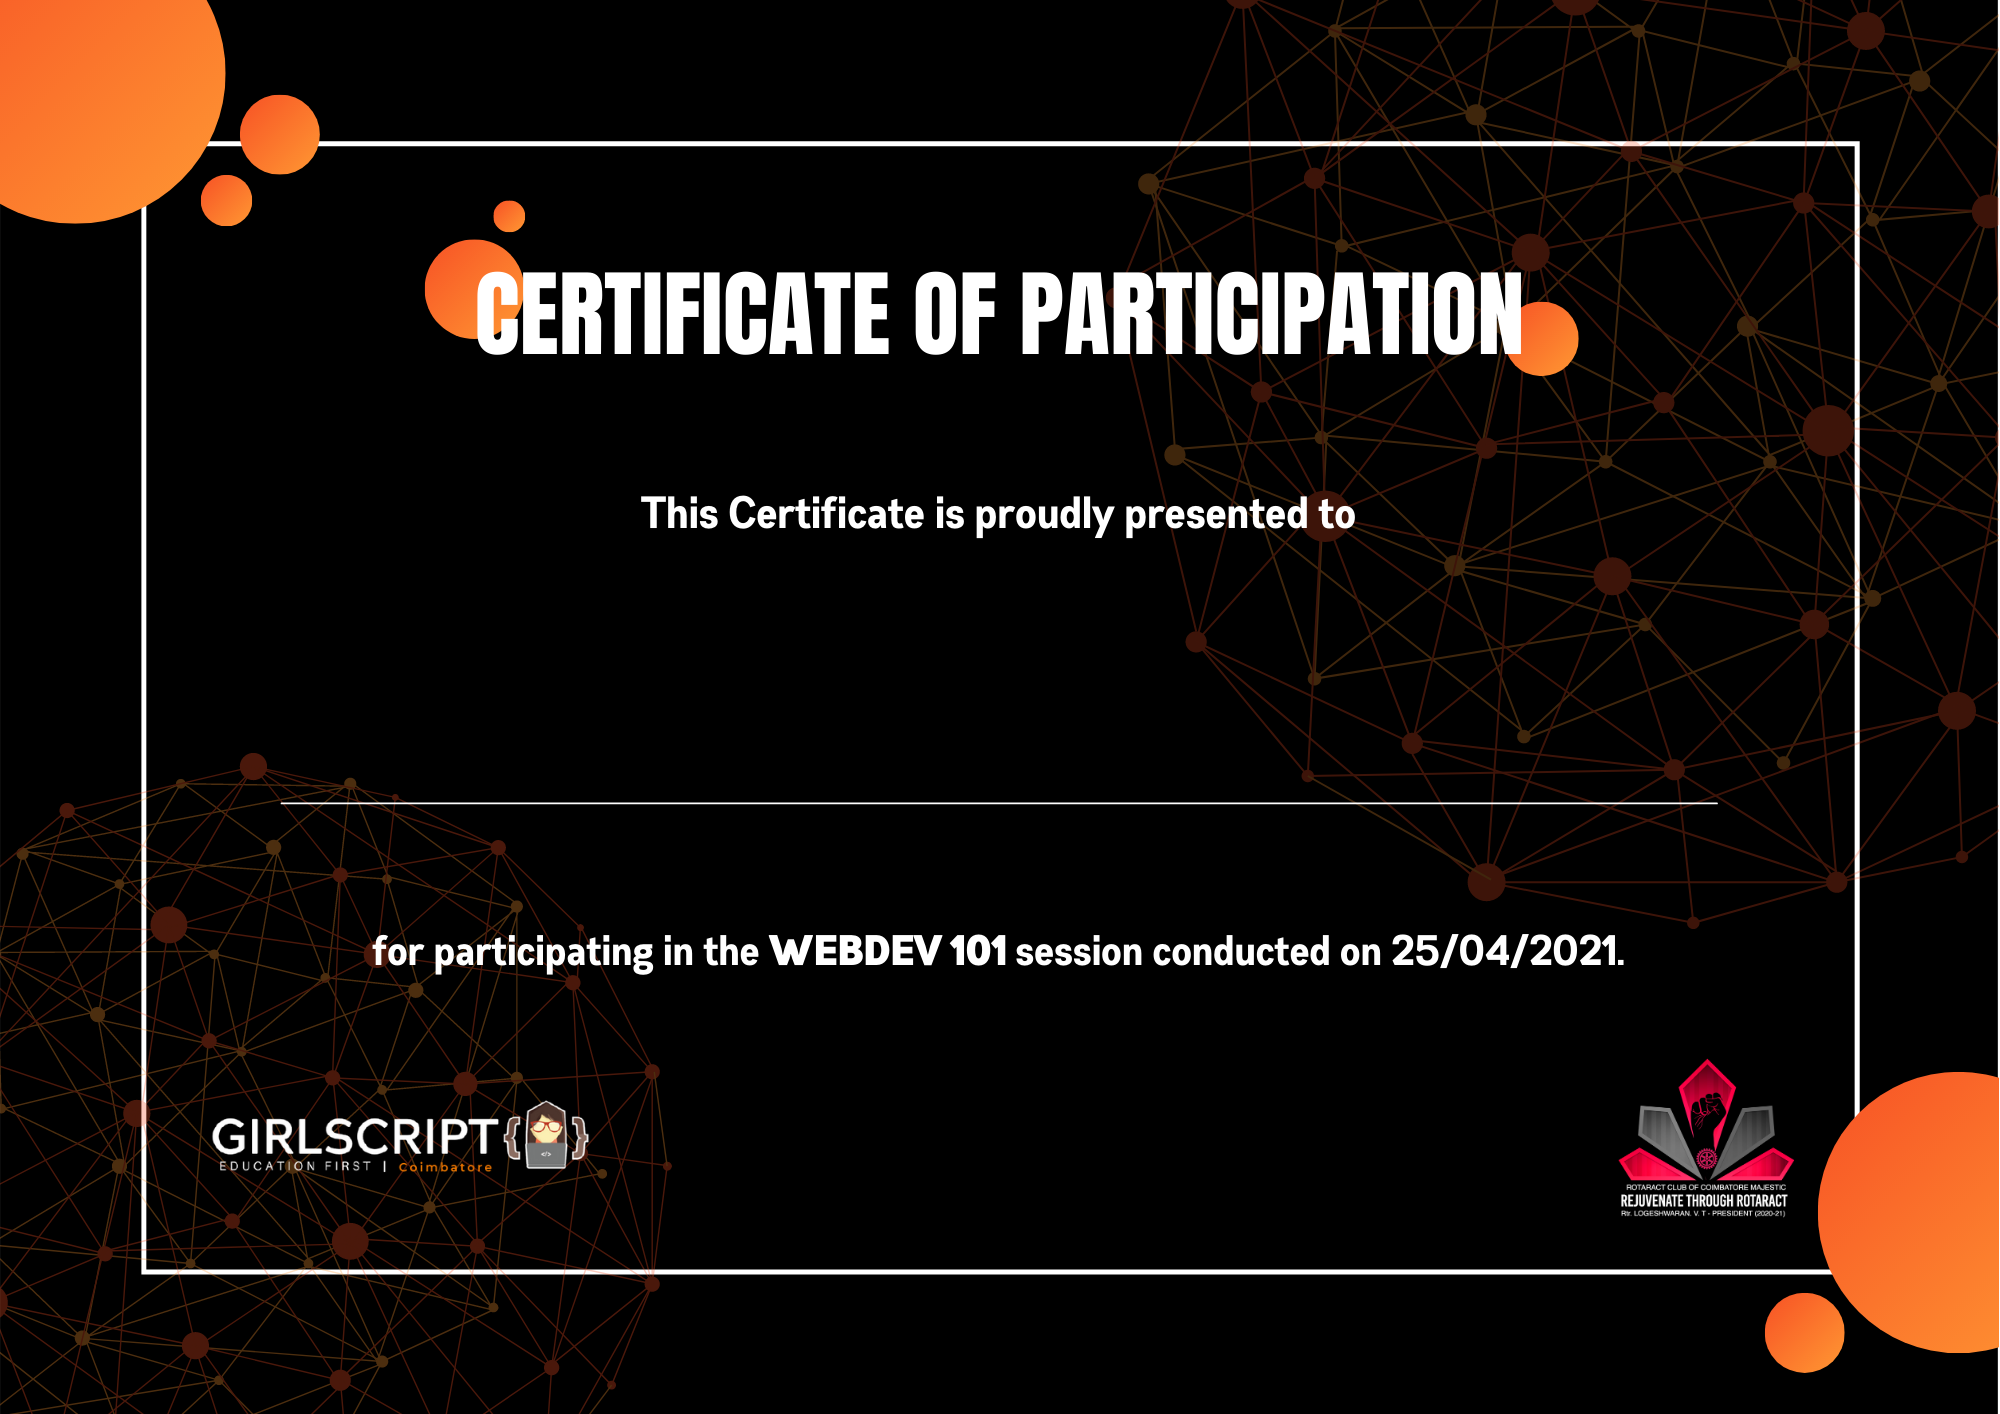 CERTIFICATE OF PARTICIPATION
This Certificate is proudly presented to
for participating in the WEBDEV 101 session conducted on 25/04/2021.
GIRLSCRIPT
EDUCATION FIRST | Coimbatore
</>
ROTARACT CLUB OF COIMBATORE MAJESTIC
REJUVENATE THROUGH ROTARACT
Rtr. LOGESHWARAN. V. T - PRESIDENT (2020-21)